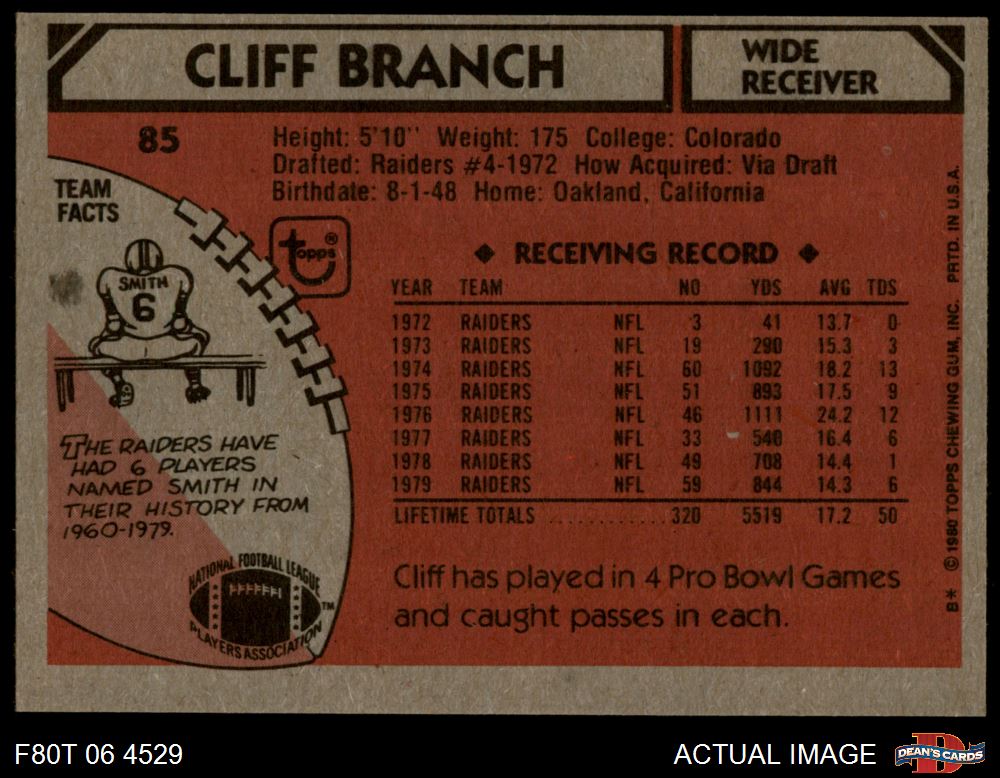 CLIFF BRANCH
WIDE
RECEIVER
85
Height: 5'10'' Weight: 175 College: Colorado
Drafted: Raiders #4-1972 How Acquired: Via Draft
Birthdate: 8-1-48 Home: Oakland, California
TEAM
FACTS
SMITH
6
THE RAIDERS HAVE
HAD 6 PLAYERS
NAMED SMITH IN
THEIR HISTORY FROM
1960-1979.
NATIONAL FOOTBALL LEAGUE
PLAYERS ASSOCIATION
TM
topps®
◆ RECEIVING RECORD ◆
YEAR TEAM NO YDS AVG TDS
1972 RAIDERS NFL 3 41 13.7 0
1973 RAIDERS NFL 19 290 15.3 3
1974 RAIDERS NFL 60 1092 18.2 13
1975 RAIDERS NFL 51 893 17.5 9
1976 RAIDERS NFL 46 1111 24.2 12
1977 RAIDERS NFL 33 540 16.4 6
1978 RAIDERS NFL 49 708 14.4 1
1979 RAIDERS NFL 59 844 14.3 6
LIFETIME TOTALS .............. 320 5519 17.2 50
Cliff has played in 4 Pro Bowl Games
and caught passes in each.
B* © 1980 TOPPS CHEWING GUM, INC. PRTD. IN U.S.A.
F80T 06 4529
ACTUAL IMAGE
D
DEAN'S CARDS